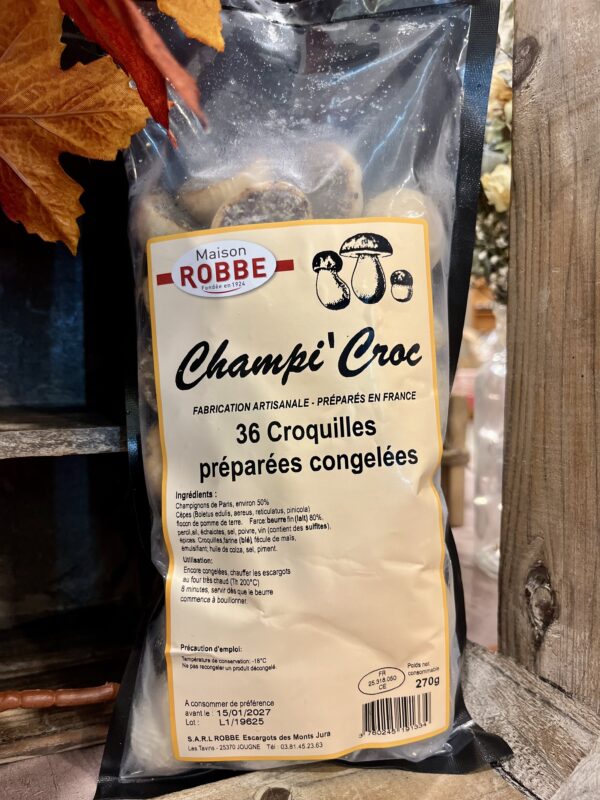 Maison
ROBBE
Fondée en 1924
Champi'Croc
FABRICATION ARTISANALE - PRÉPARÉS EN FRANCE
36 Croquilles
préparées congelées
Ingrédients :
Champignons de Paris, environ 50%
Cèpes (Boletus edulis, aereus, reticulatus, pinicola)
flocon de pomme de terre. Farce: beurre fin (lait) 80%,
persil, ail, échalotes, sel, poivre, vin (contient des sulfites),
épices. Croquilles, farine (blé), fécule de maïs,
émulsifiant, huile de colza, sel, piment.
Utilisation:
Encore congelées, chauffer les escargots
au four très chaud (Th 200°C)
8 minutes, servir dès que le beurre
commence à bouillonner.
Précaution d'emploi:
Température de conservation: -18°C
Ne pas recongeler un produit décongelé.
FR
25.318.050
CE
Poids net
consommable
270g
A consommer de préférence
avant le : 15/01/2027
Lot : L1/19625
S.A.R.L ROBBE Escargots des Monts Jura
Les Tavins - 25370 JOUGNE Tél : 03.81.45.23.63